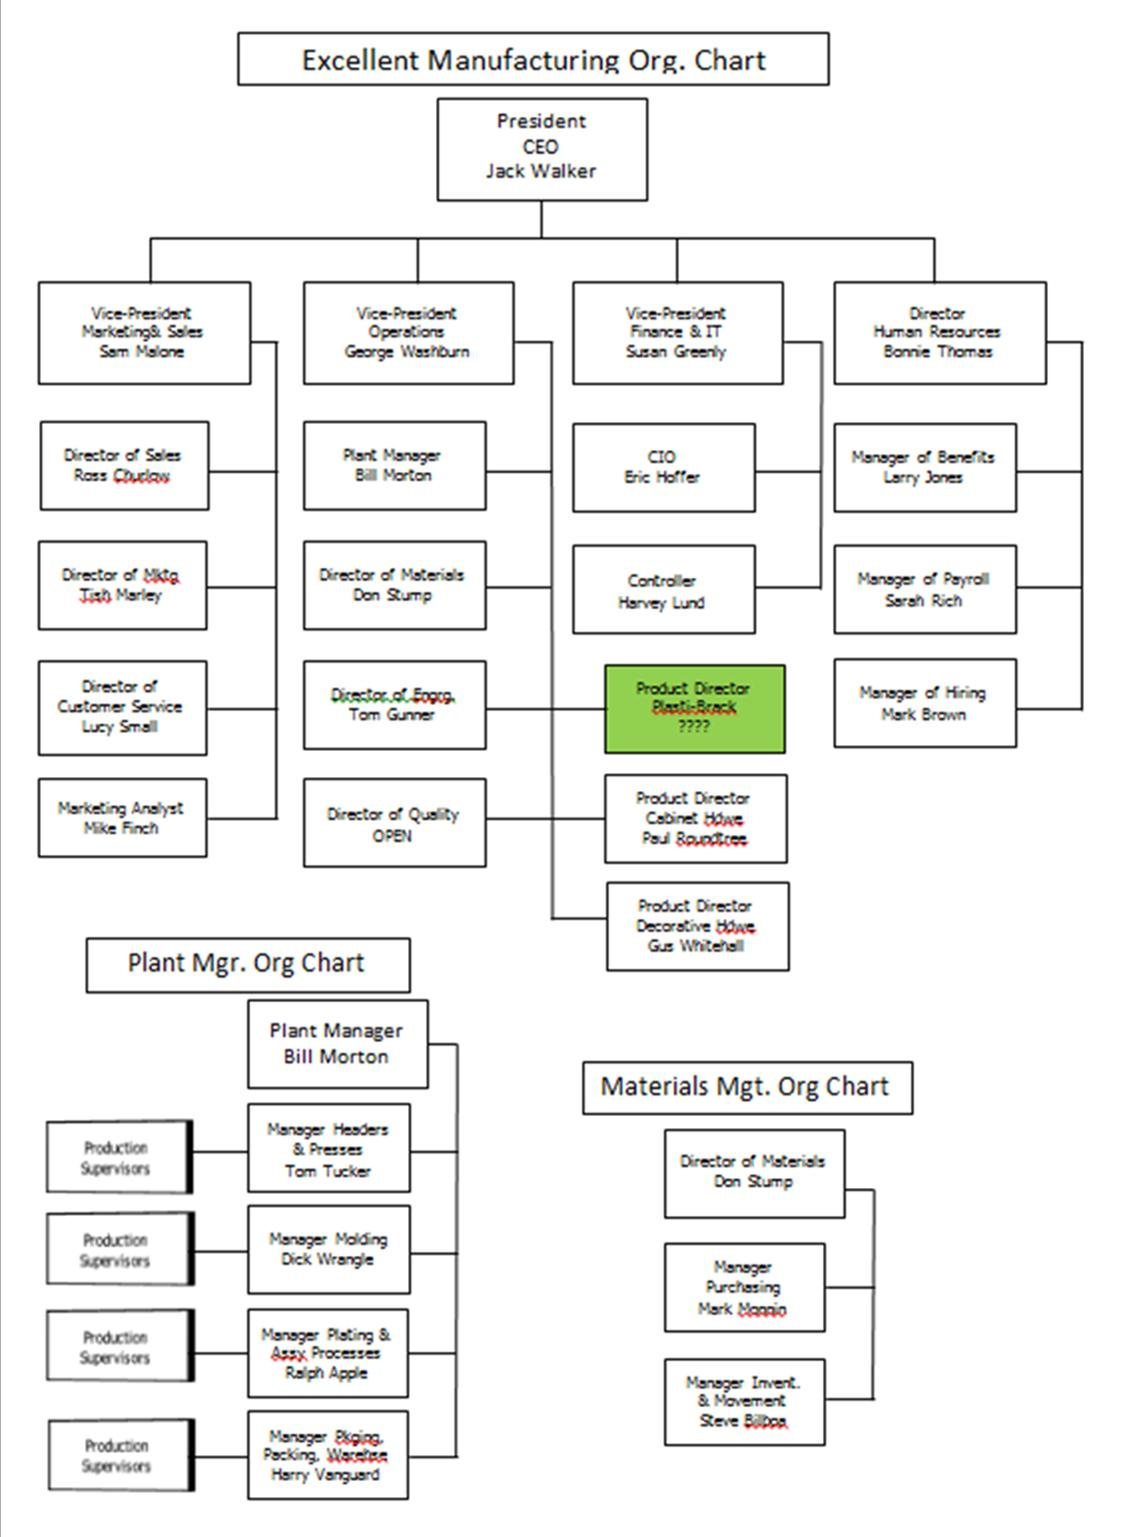 Excellent Manufacturing Org. Chart
President
CEO
Jack Walker
Vice-President
Marketing& Sales
Sam Malone
Vice-President
Operations
George Washburn
Vice-President
Finance & IT
Susan Greenly
Director
Human Resources
Bonnie Thomas
Director of Sales
Ross Churlow
Plant Manager
Bill Morton
CIO
Eric Hoffer
Manager of Benefits
Larry Jones
Director of Mktg
Tish Marley
Director of Materials
Don Stump
Controller
Harvey Lund
Manager of Payroll
Sarah Rich
Director of
Customer Service
Lucy Small
Director of Engrg.
Tom Gunner
Product Director
Plasti-Brack
????
Manager of Hiring
Mark Brown
Marketing Analyst
Mike Finch
Director of Quality
OPEN
Product Director
Cabinet Hdwe
Paul Roundtree
Product Director
Decorative Hdwe
Gus Whitehall
Plant Mgr. Org Chart
Plant Manager
Bill Morton
Production
Supervisors
Manager Headers
& Presses
Tom Tucker
Production
Supervisors
Manager Molding
Dick Wrangle
Production
Supervisors
Manager Plating &
Assy Processes
Ralph Apple
Production
Supervisors
Manager Pkging,
Packing, Warehse
Harry Vanguard
Materials Mgt. Org Chart
Director of Materials
Don Stump
Manager
Purchasing
Mark
Manager Invent.
& Movement
Steve